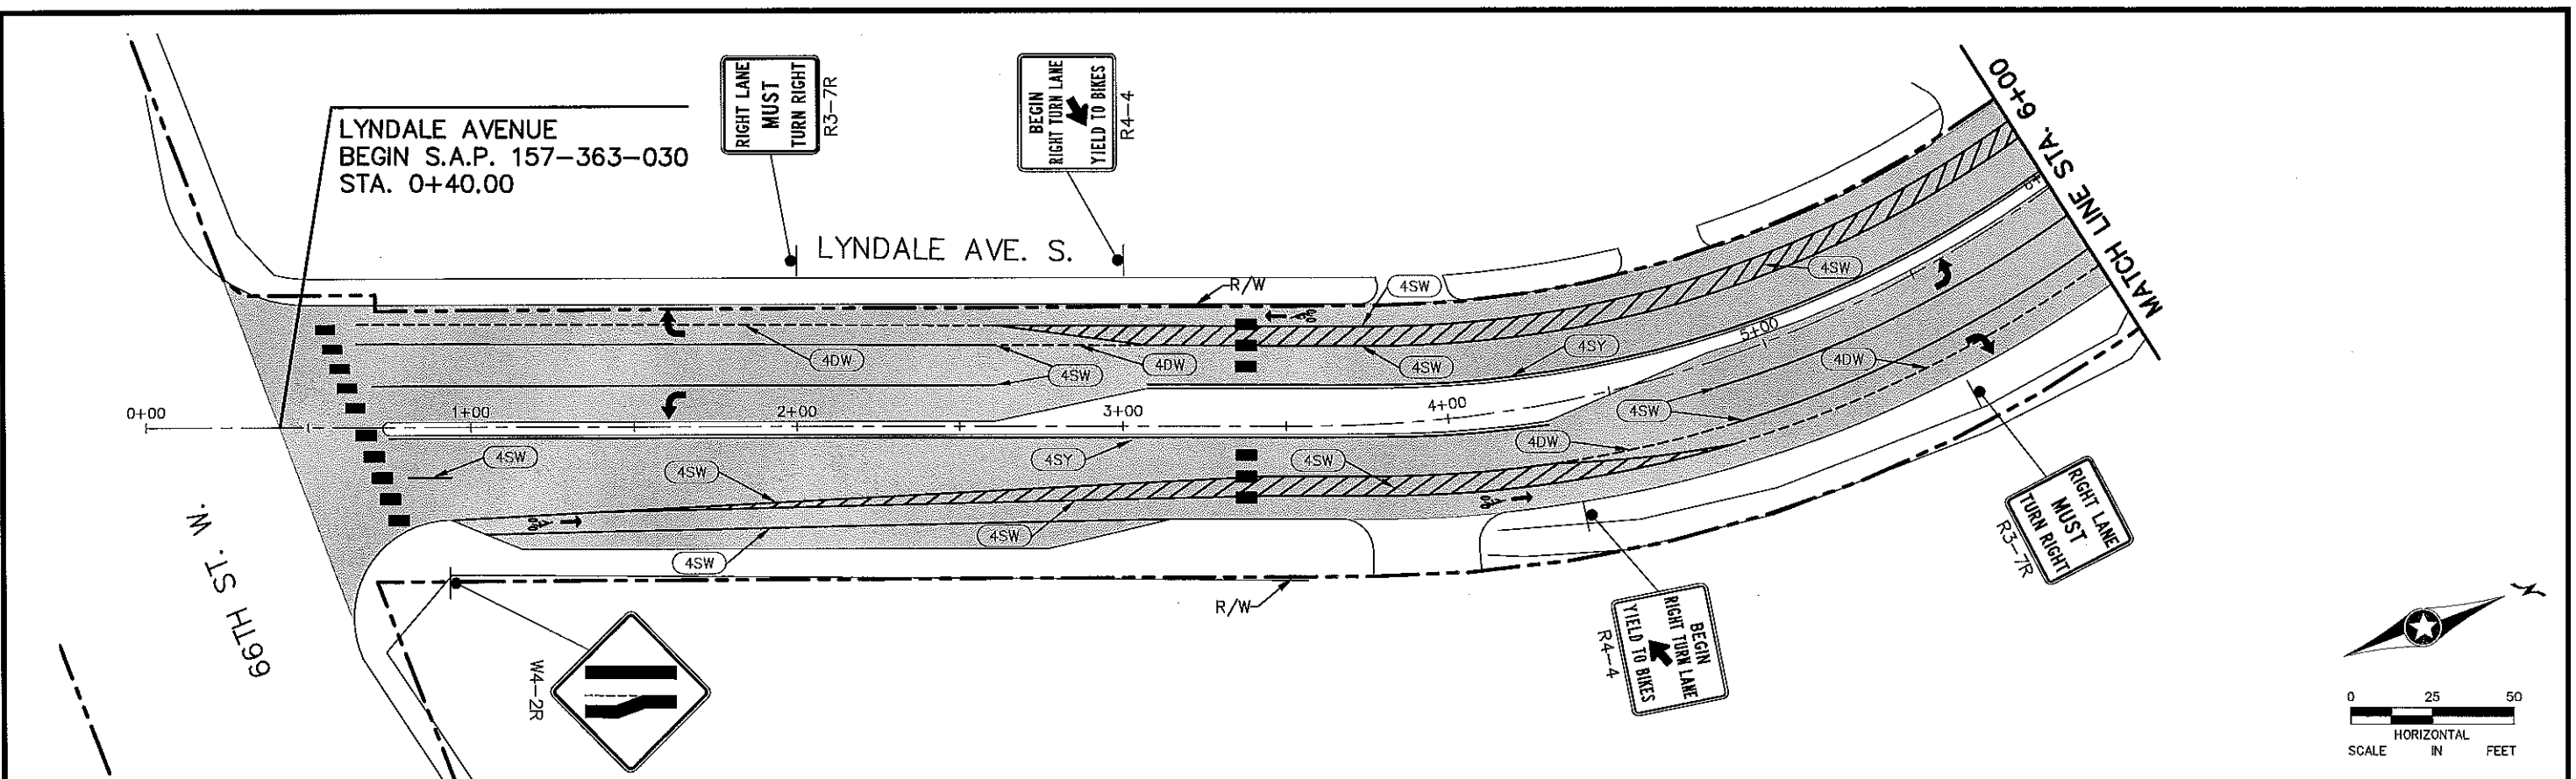 LYNDALE AVENUE
BEGIN S.A.P. 157-363-030
STA. 0+40.00
RIGHT LANE
MUST
TURN RIGHT
R3-7R
BEGIN
RIGHT TURN LANE
YIELD TO BIKES
R4-4
MATCH LINE STA. 6+00
LYNDALE AVE. S.
R/W
4SW
4SW
4DW
4SW
4DW
4SW
4SY
5+00
4DW
0+00
1+00
2+00
3+00
4+00
4SW
4DW
4SW
4SW
4SY
4SW
4SW
4SW
R/W
66TH ST. W.
W4-2R
BEGIN
RIGHT TURN LANE
YIELD TO BIKES
R4-4
RIGHT LANE
MUST
TURN RIGHT
R3-7R
N
0 25 50
HORIZONTAL
SCALE IN FEET